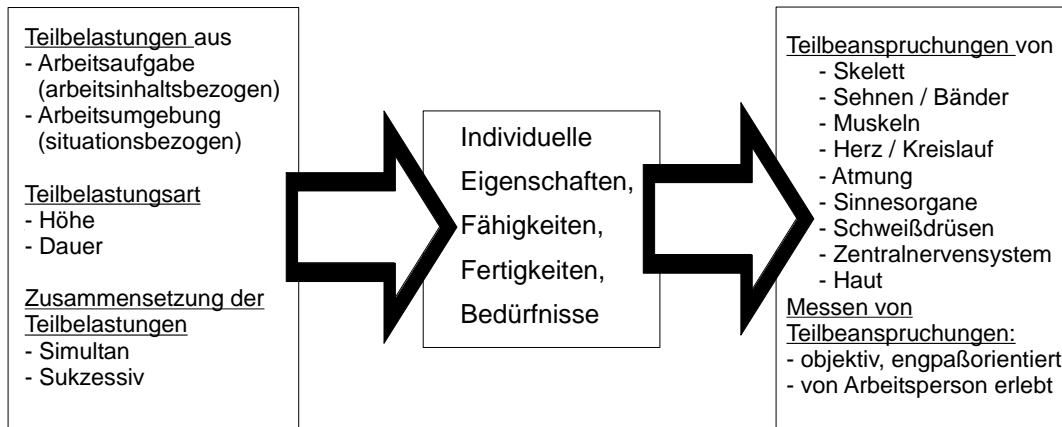 Teilbelastungen aus
- Arbeitsaufgabe
(arbeitsinhaltsbezogen)
- Arbeitsumgebung
(situationsbezogen)
Teilbelastungsart
- Höhe
- Dauer
Zusammensetzung der
Teilbelastungen
- Simultan
- Sukzessiv
Individuelle
Eigenschaften,
Fähigkeiten,
Fertigkeiten,
Bedürfnisse
Teilbeanspruchungen von
- Skelett
- Sehnen / Bänder
- Muskeln
- Herz / Kreislauf
- Atmung
- Sinnesorgane
- Schweißdrüsen
- Zentralnervensystem
- Haut
Messen von
Teilbeanspruchungen:
- objektiv, engpaßorientiert
- von Arbeitsperson erlebt